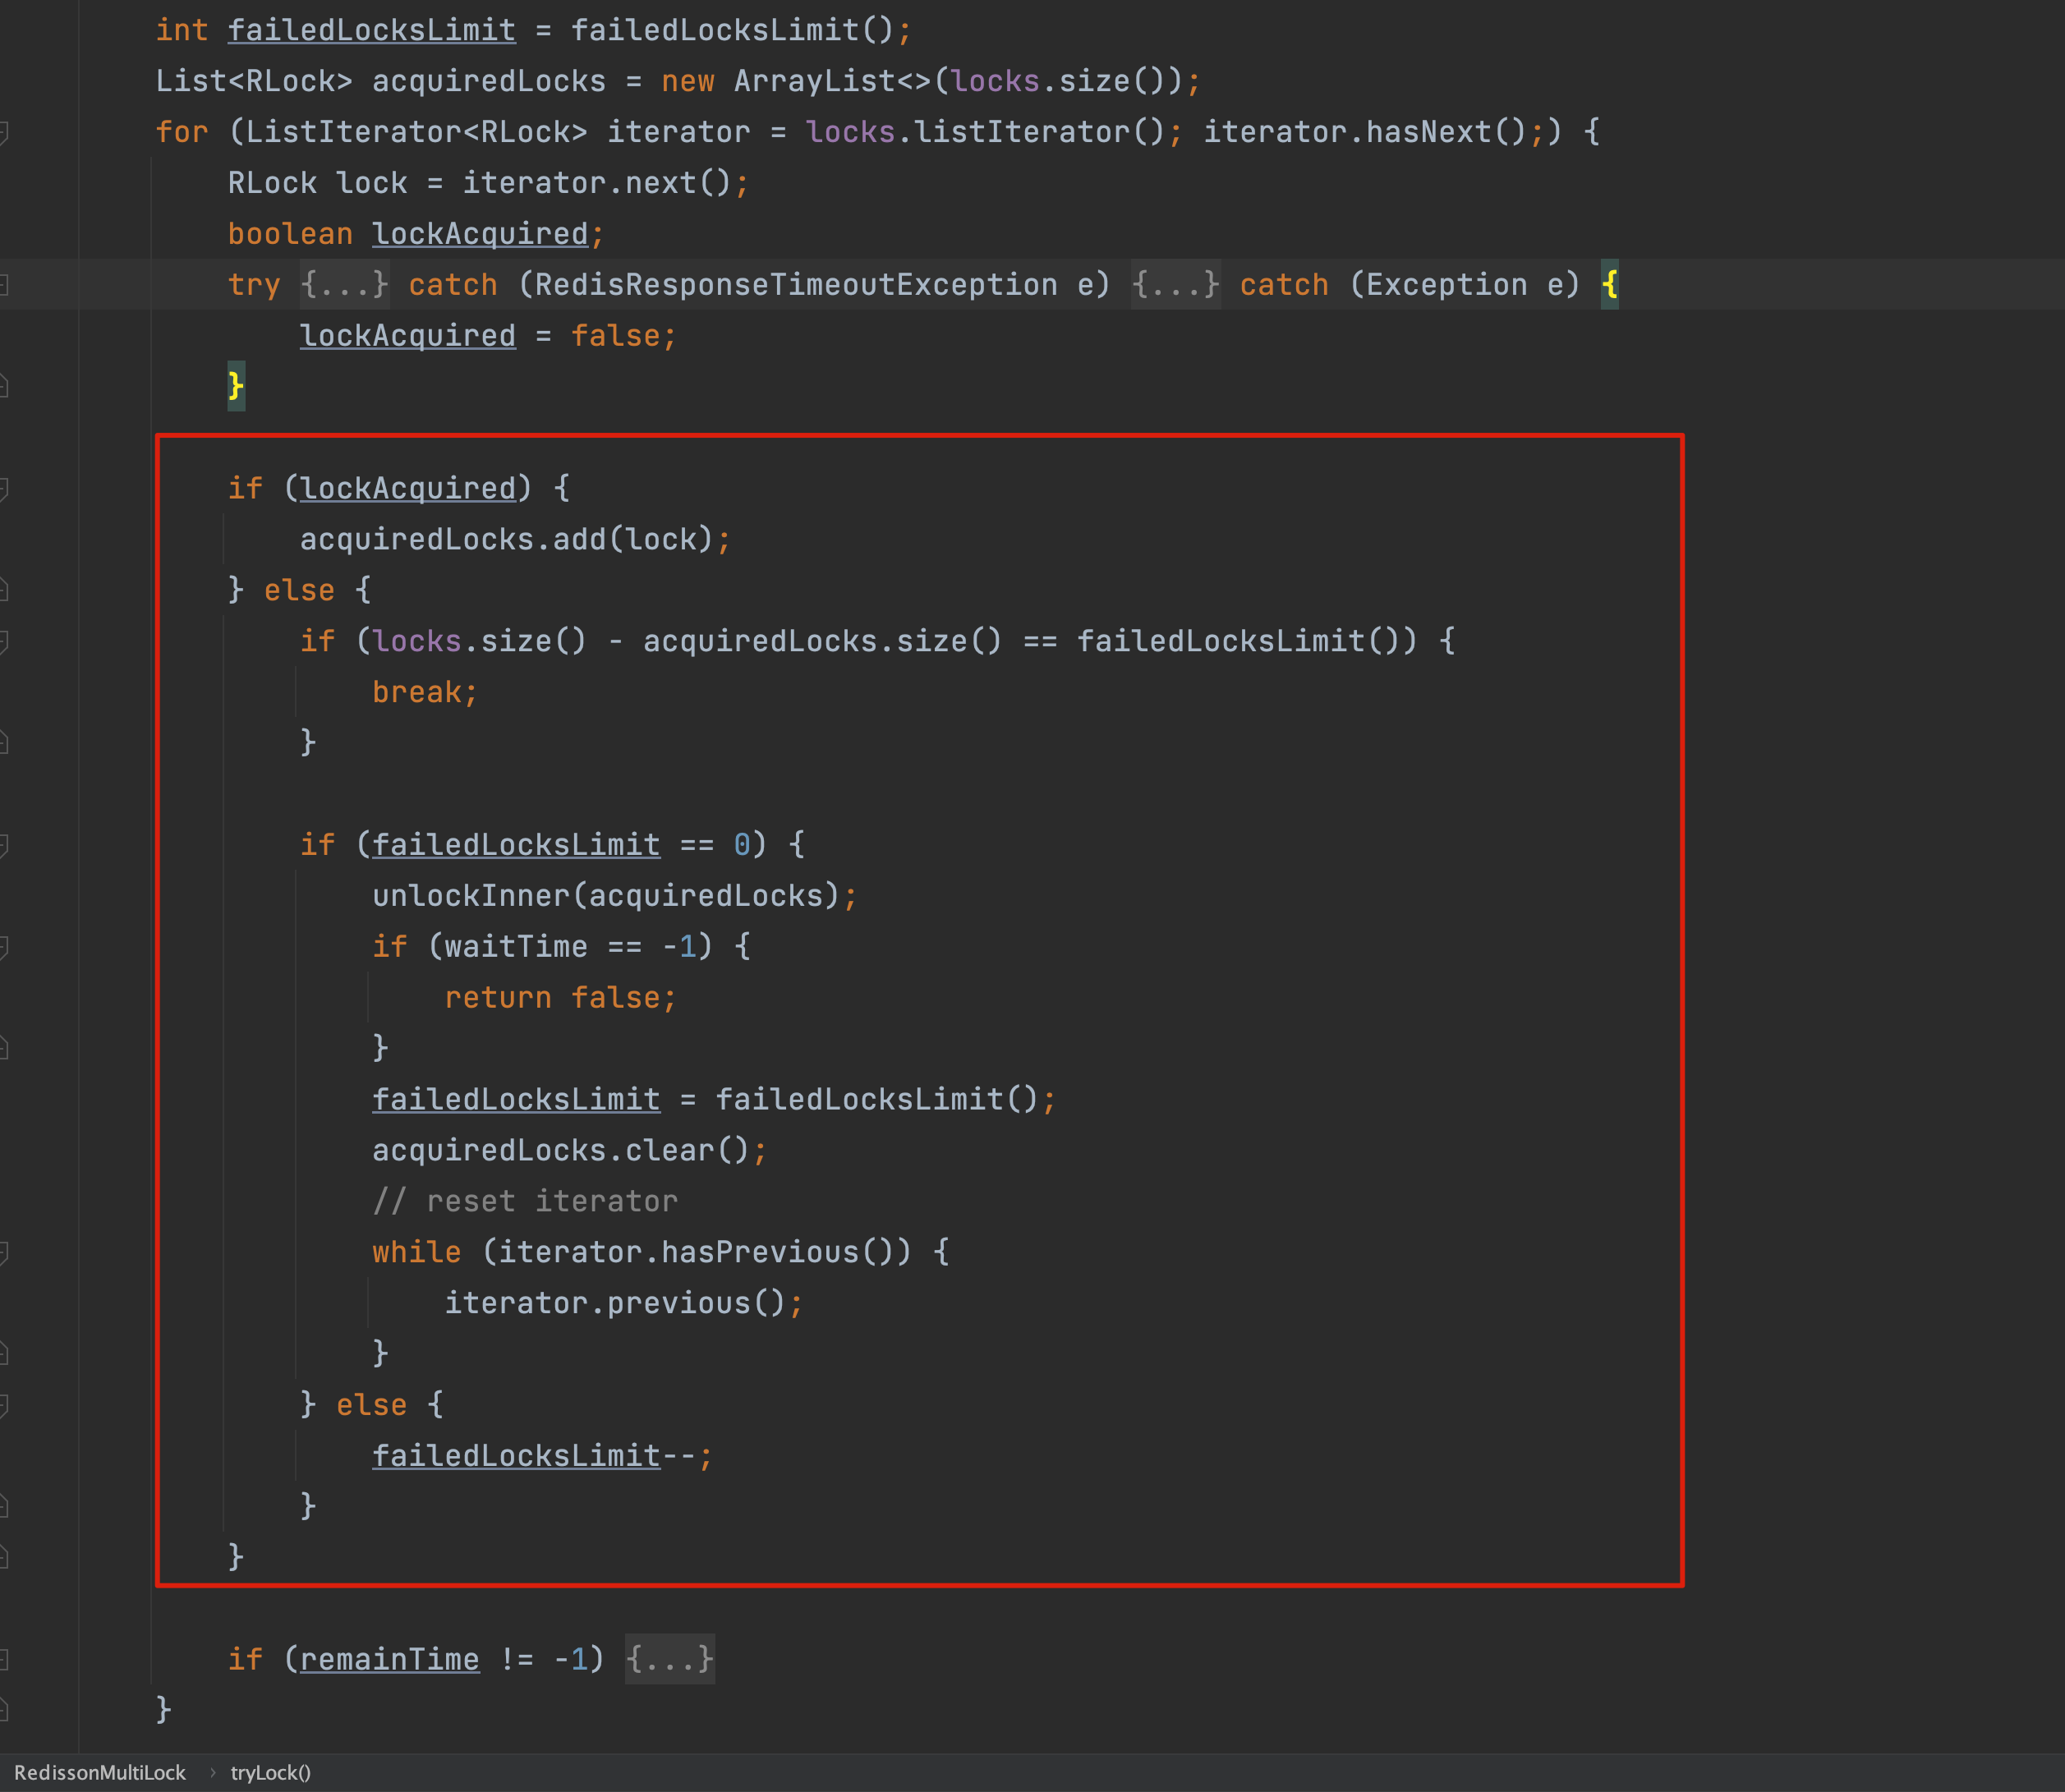 int failedLocksLimit = failedLocksLimit();
List<RLock> acquiredLocks = new ArrayList<>(locks.size());
for (ListIterator<RLock> iterator = locks.listIterator(); iterator.hasNext();) {
    RLock lock = iterator.next();
    boolean lockAcquired;
    try {...} catch (RedisResponseTimeoutException e) {...} catch (Exception e) {
        lockAcquired = false;
    }
    if (lockAcquired) {
        acquiredLocks.add(lock);
    } else {
        if (locks.size() - acquiredLocks.size() == failedLocksLimit()) {
            break;
        }
        if (failedLocksLimit == 0) {
            unlockInner(acquiredLocks);
            if (waitTime == -1) {
                return false;
            }
            failedLocksLimit = failedLocksLimit();
            acquiredLocks.clear();
            // reset iterator
            while (iterator.hasPrevious()) {
                iterator.previous();
            }
        } else {
            failedLocksLimit--;
        }
    }
    if (remainTime != -1) {...}
}
RedissonMultiLock › tryLock()